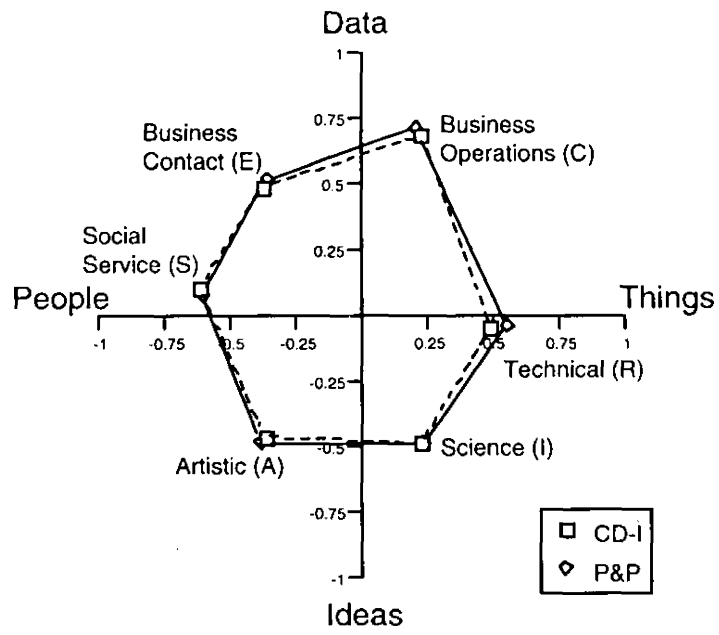 Data
1
0.75
Business
Contact (E)
Business
Operations (C)
0.5
Social
Service (S)
0.25
People
Things
-1
-0.75
-0.5
-0.25
0.25
0.5
0.75
1
Technical (R)
-0.25
Artistic (A)
-0.5
Science (I)
-0.75
CD-I
P&P
-1
Ideas